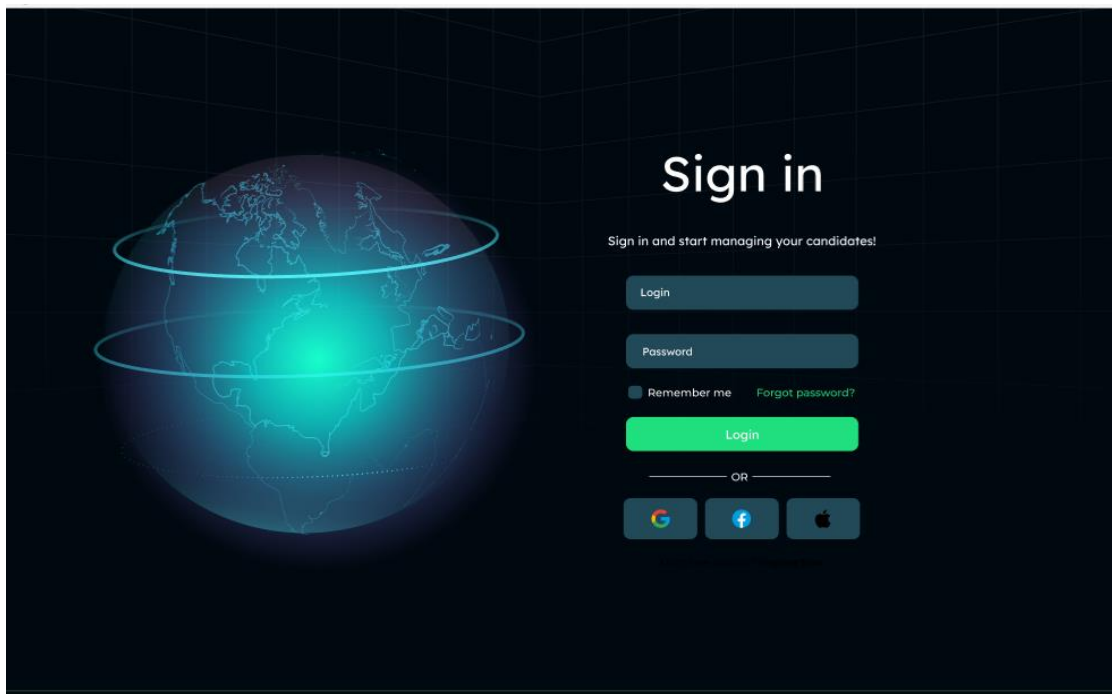 Sign in
Sign in and start managing your candidates!
Login
Password
Remember me Forgot password?
Login
OR